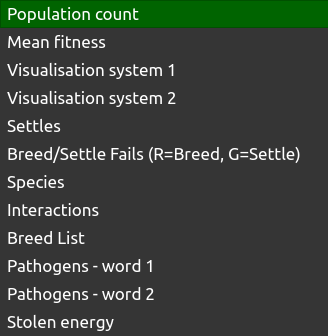 Population count
Mean fitness
Visualisation system 1
Visualisation system 2
Settles
Breed/Settle Fails (R=Breed, G=Settle)
Species
Interactions
Breed List
Pathogens - word 1
Pathogens - word 2
Stolen energy